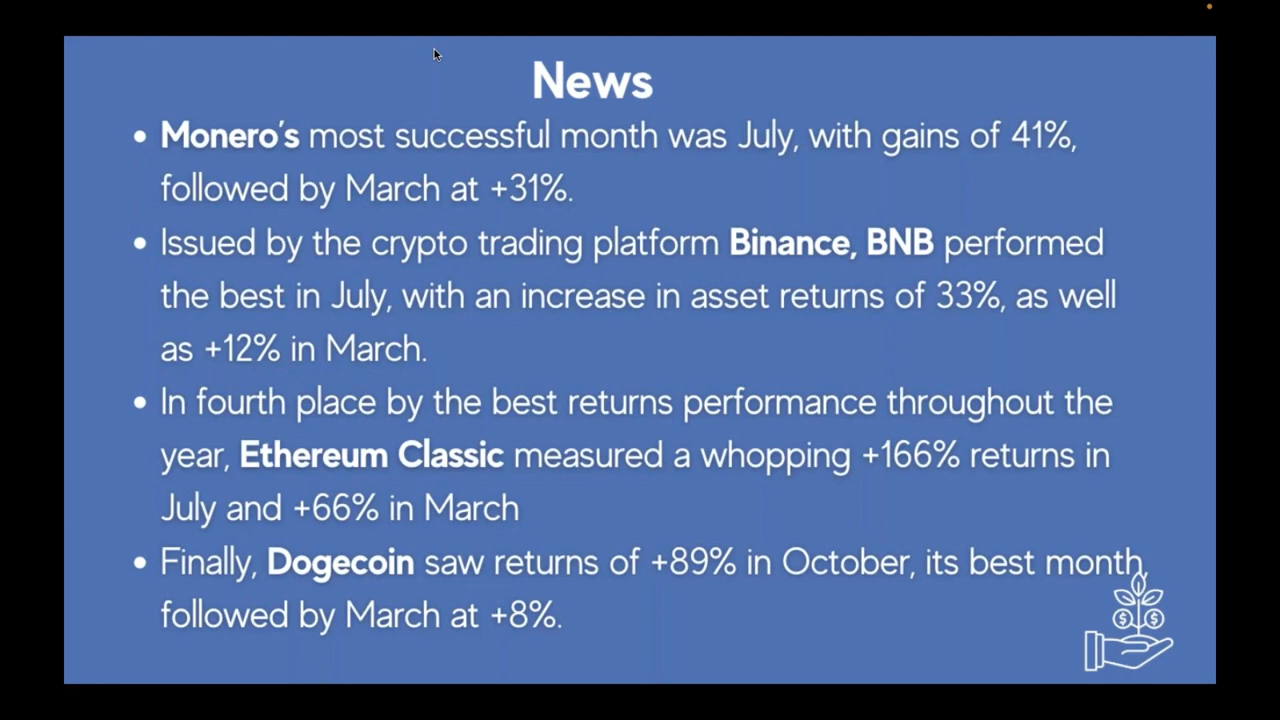 News
• Monero's most successful month was July, with gains of 41%,
followed by March at +31%.
• Issued by the crypto trading platform Binance, BNB performed
the best in July, with an increase in asset returns of 33%, as well
as +12% in March.
• In fourth place by the best returns performance throughout the
year, Ethereum Classic measured a whopping +166% returns in
July and +66% in March
• Finally, Dogecoin saw returns of +89% in October, its best month,
followed by March at +8%.
$ $